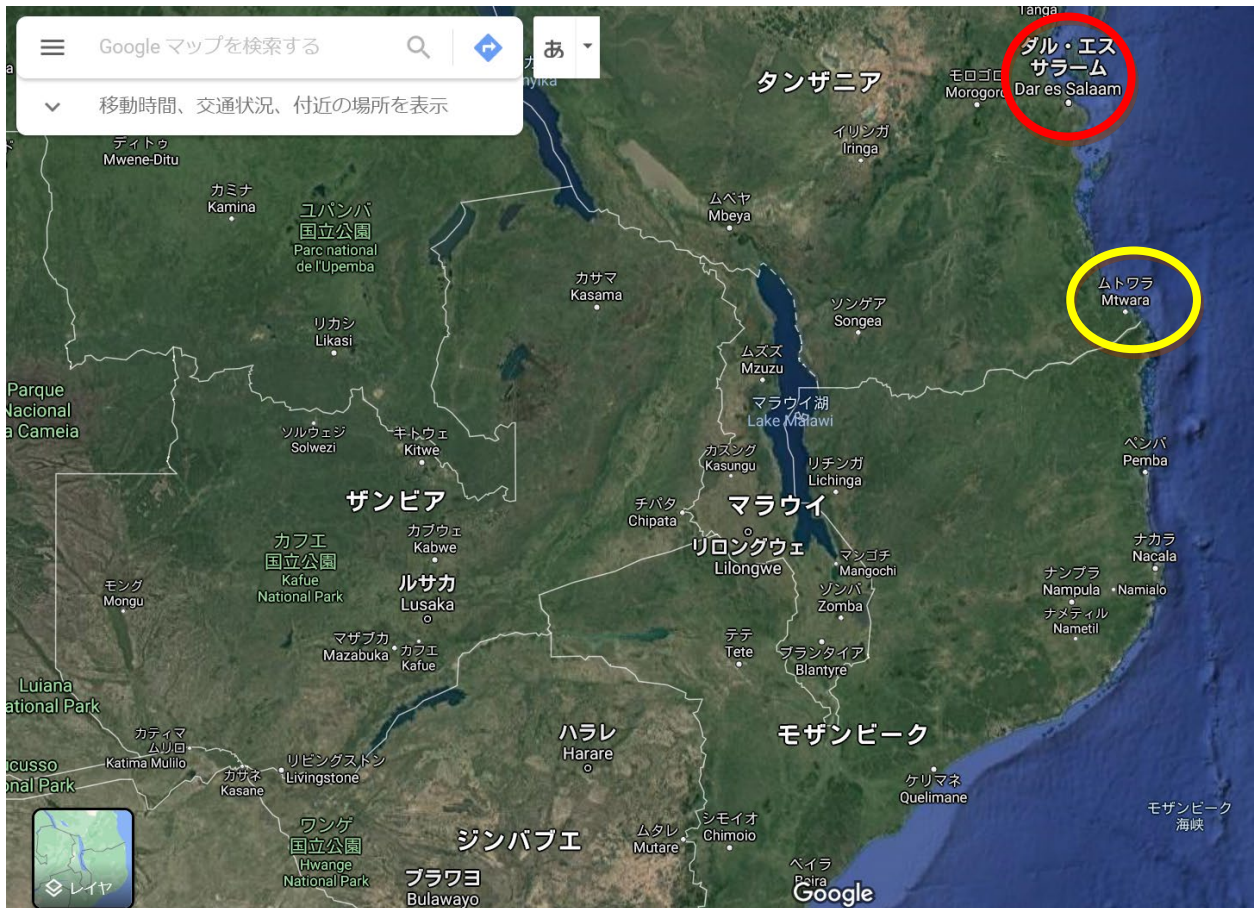 Google マップを検索する
あ
移動時間、交通状況、付近の場所を表示
Tanga
ダル・エス
サラーム
Dar es Salaam
タンザニア
モロゴロ
Morogoro
イリンガ
Iringa
ディトゥ
Mwene-Ditu
カミナ
Kamina
ユパンバ
国立公園
Parc national
de l'Upemba
ムベヤ
Mbeya
カサマ
Kasama
ムトワラ
Mtwara
ソンゲア
Songea
リカシ
Likasi
ムズズ
Mzuzu
Parque
Nacional
a Cameia
マラウイ湖
Lake Malawi
ソルウェジ
Solwezi
キトウェ
Kitwe
カスング
Kasungu
リチンガ
Lichinga
ペンバ
Pemba
ザンビア
チパタ
Chipata
マラウイ
カブウェ
Kabwe
カフエ
国立公園
Kafue
National Park
リロングウェ
Lilongwe
マンゴチ
Mangochi
ナカラ
Nacala
モング
Mongu
ルサカ
Lusaka
ゾンバ
Zomba
ナンプラ
Nampula
Namialo
ナメティル
Nametil
マザブカ
Mazabuka
カフエ
Kafue
テテ
Tete
ブランタイア
Blantyre
Luiana
ational Park
カティマ
ムリロ
Katima Mulilo
ハラレ
Harare
モザンビーク
icusso
onal Park
カサネ
Kasane
リビングストン
Livingstone
ケリマネ
Quelimane
モザンビーク
海峡
ワンゲ
国立公園
Hwange
National Park
ジンバブエ
ムタレ
Mutare
シモイオ
Chimoio
レイヤ
ブラワヨ
Bulawayo
ベイラ
Beira
Google